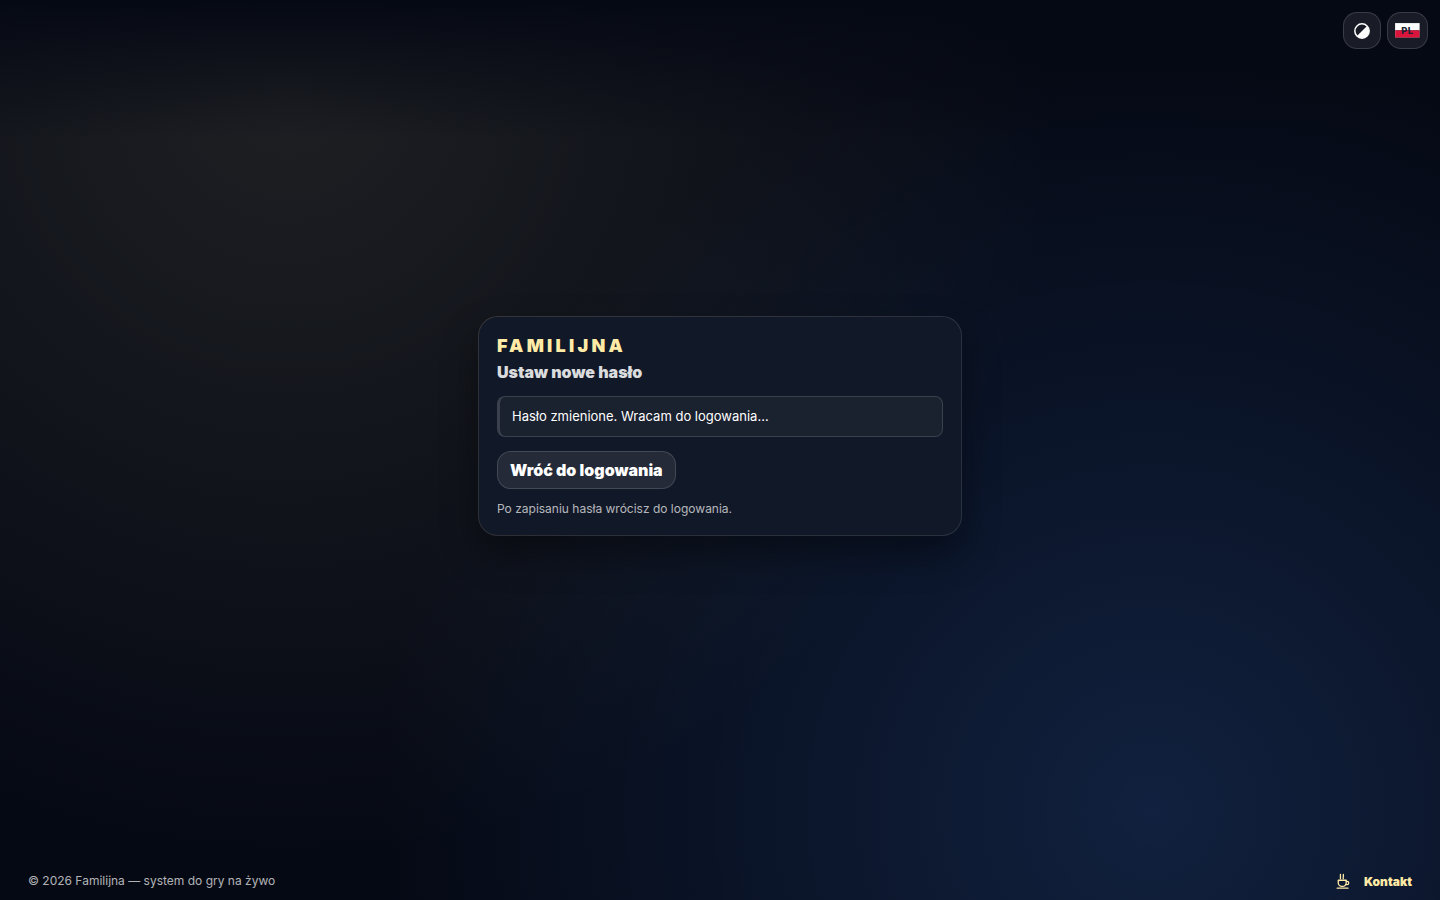 PL
FAMILIJNA
Ustaw nowe hasło
Hasło zmienione. Wracam do logowania...
Wróć do logowania
Po zapisaniu hasła wrócisz do logowania.
© 2026 Familijna — system do gry na żywo
Kontakt